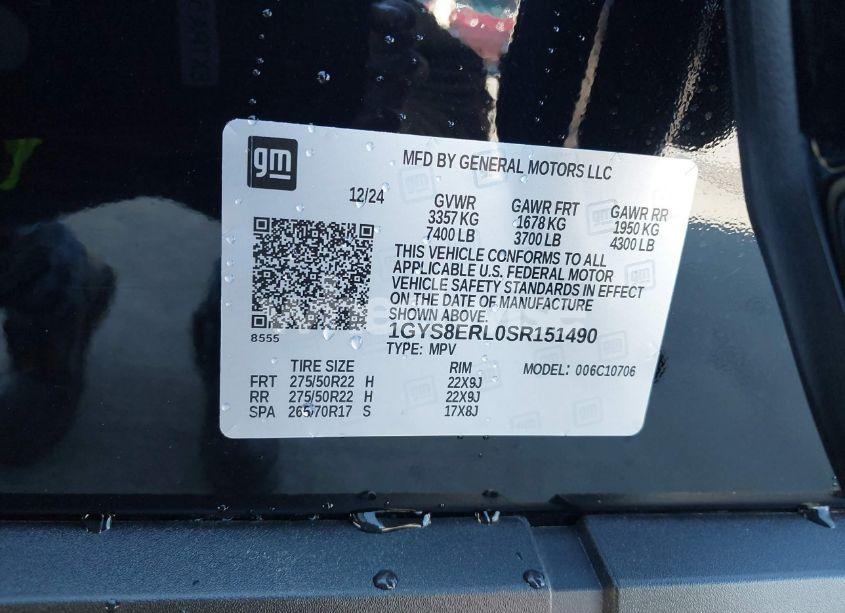 gm
MFD BY GENERAL MOTORS LLC
12/24
GVWR GAWR FRT GAWR RR
3357 KG 1678 KG 1950 KG
7400 LB 3700 LB 4300 LB
THIS VEHICLE CONFORMS TO ALL
APPLICABLE U.S. FEDERAL MOTOR
VEHICLE SAFETY STANDARDS IN EFFECT
ON THE DATE OF MANUFACTURE
SHOWN ABOVE.
8555
1GYS8ERL0SR151490
TYPE: MPV
TIRE SIZE RIM MODEL: 006C10706
FRT 275/50R22 H 22X9J
RR 275/50R22 H 22X9J
SPA 265/70R17 S 17X8J